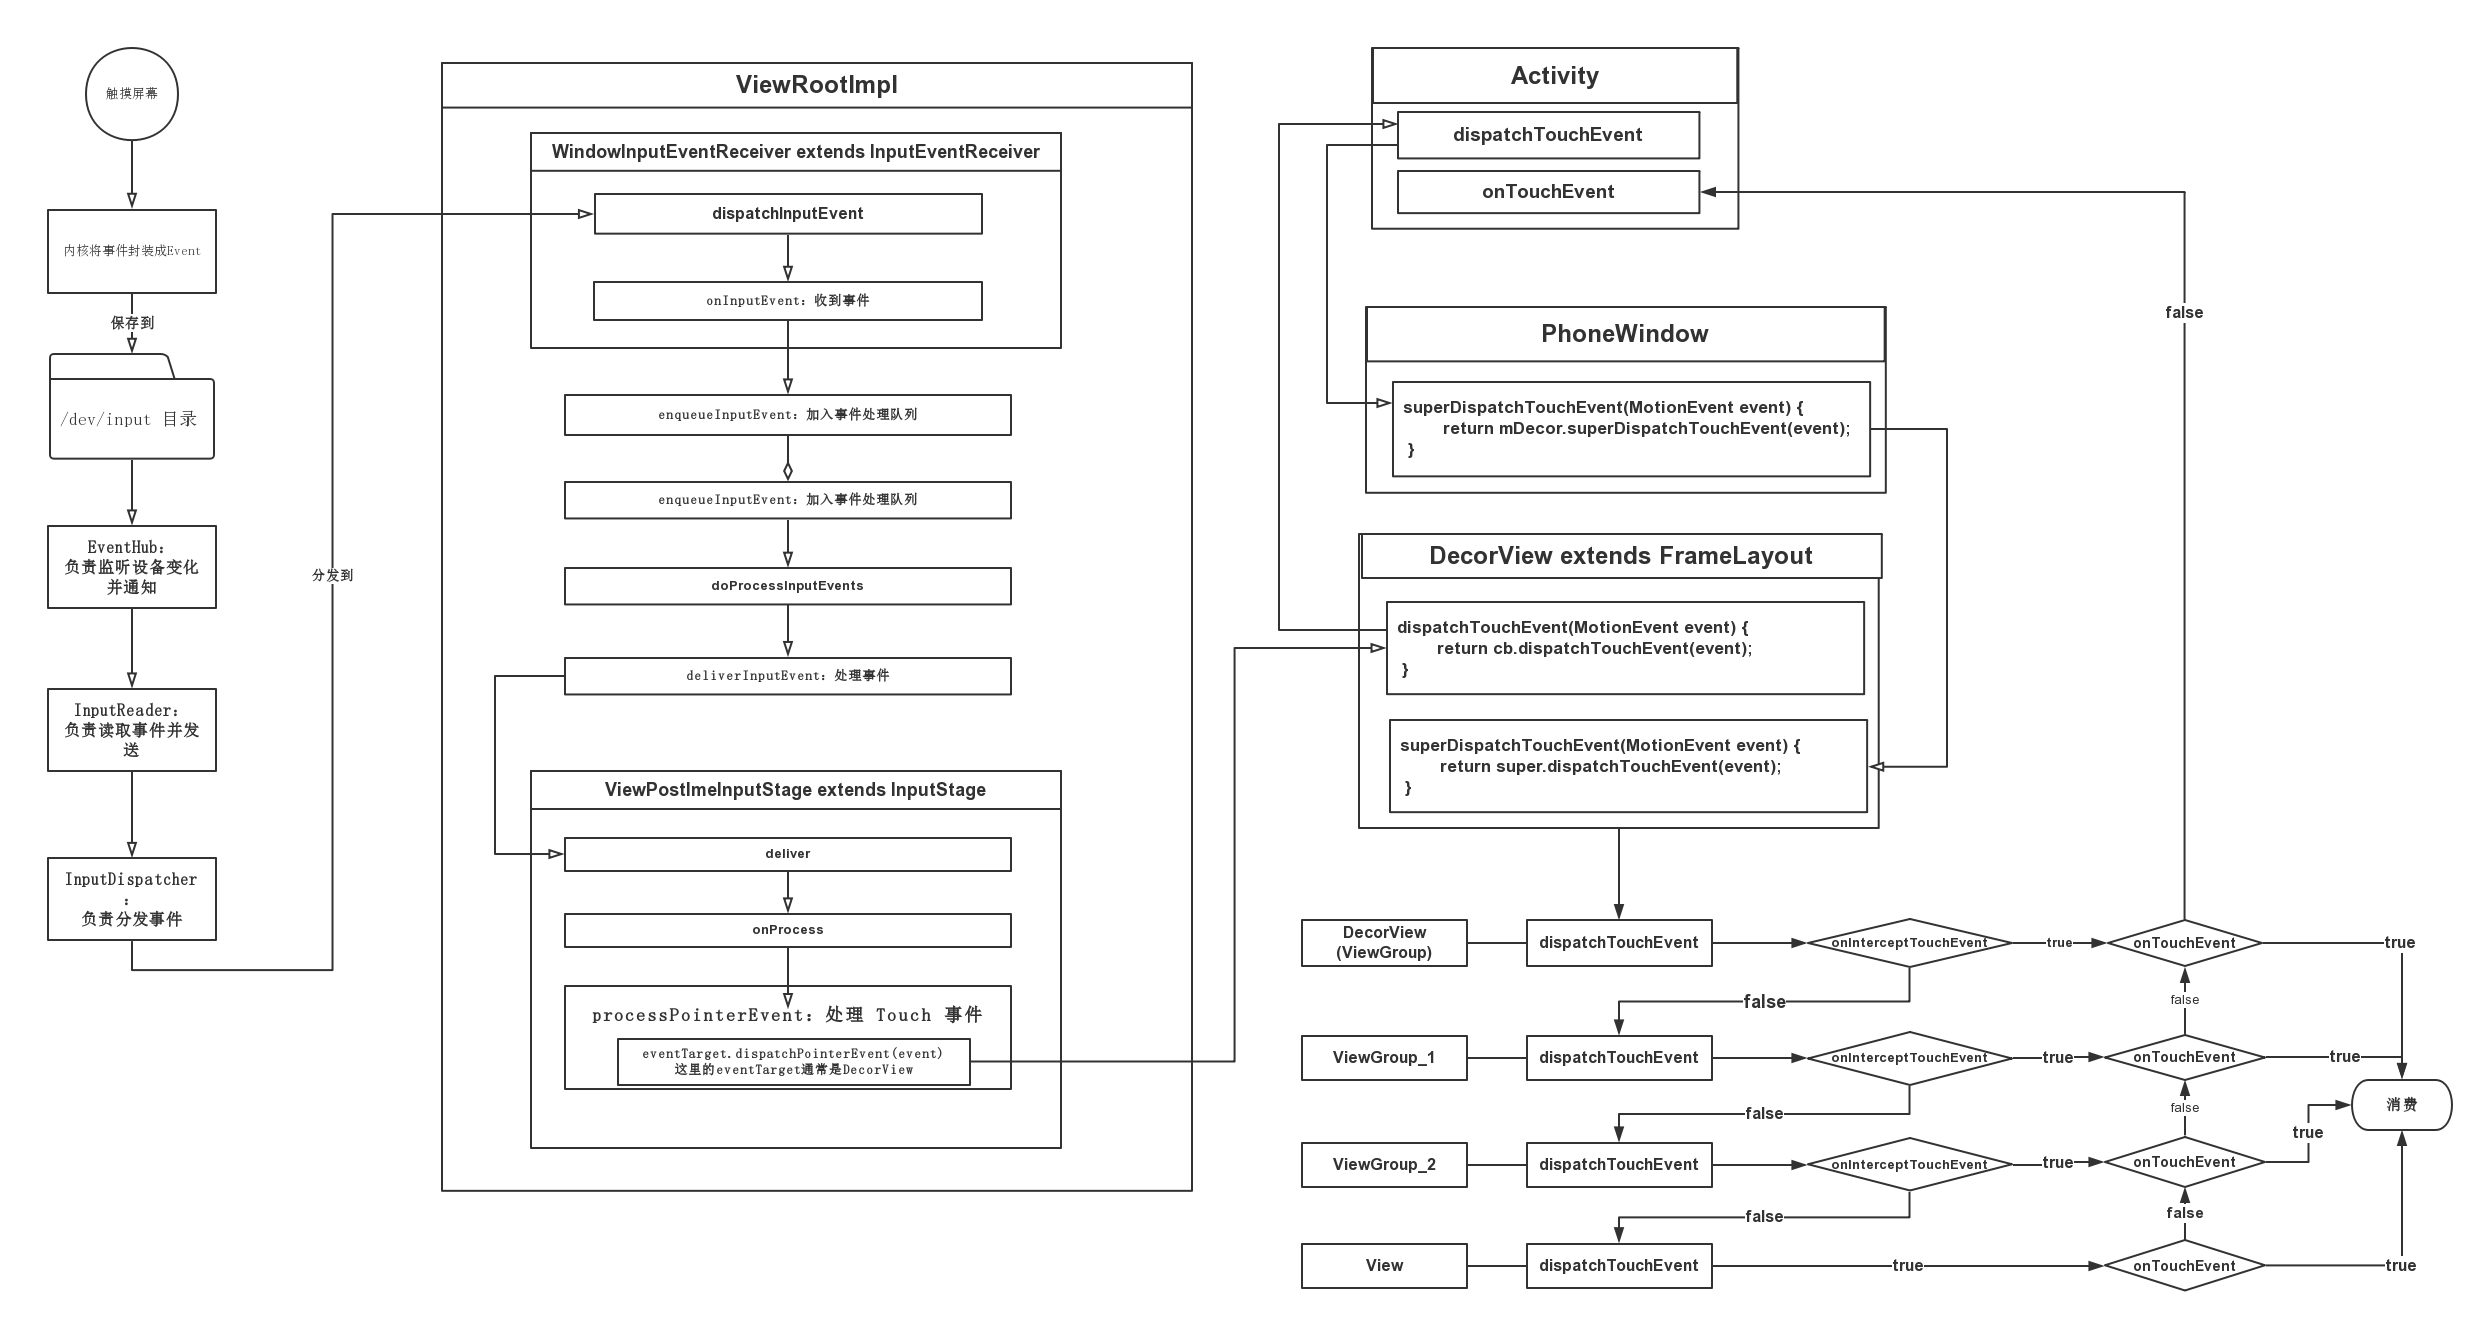 触摸屏幕
内核将事件封装成Event
保存到
/dev/input 目录
EventHub：
负责监听设备变化
并通知
InputReader：
负责读取事件并发
送
InputDispatcher
：
负责分发事件
分发到
ViewRootImpl
WindowInputEventReceiver extends InputEventReceiver
dispatchInputEvent
onInputEvent：收到事件
enqueueInputEvent：加入事件处理队列
enqueueInputEvent：加入事件处理队列
doProcessInputEvents
deliverInputEvent：处理事件
ViewPostImeInputStage extends InputStage
deliver
onProcess
processPointerEvent：处理 Touch 事件
eventTarget.dispatchPointerEvent(event)
这里的eventTarget通常是DecorView
Activity
dispatchTouchEvent
onTouchEvent
false
PhoneWindow
superDispatchTouchEvent(MotionEvent event) {
return mDecor.superDispatchTouchEvent(event);
}
DecorView extends FrameLayout
dispatchTouchEvent(MotionEvent event) {
return cb.dispatchTouchEvent(event);
}
superDispatchTouchEvent(MotionEvent event) {
return super.dispatchTouchEvent(event);
}
DecorView
(ViewGroup)
dispatchTouchEvent
onInterceptTouchEvent
true
onTouchEvent
true
false
false
ViewGroup_1
dispatchTouchEvent
onInterceptTouchEvent
true
onTouchEvent
true
消费
false
false
ViewGroup_2
dispatchTouchEvent
onInterceptTouchEvent
true
onTouchEvent
true
false
false
View
dispatchTouchEvent
true
onTouchEvent
true